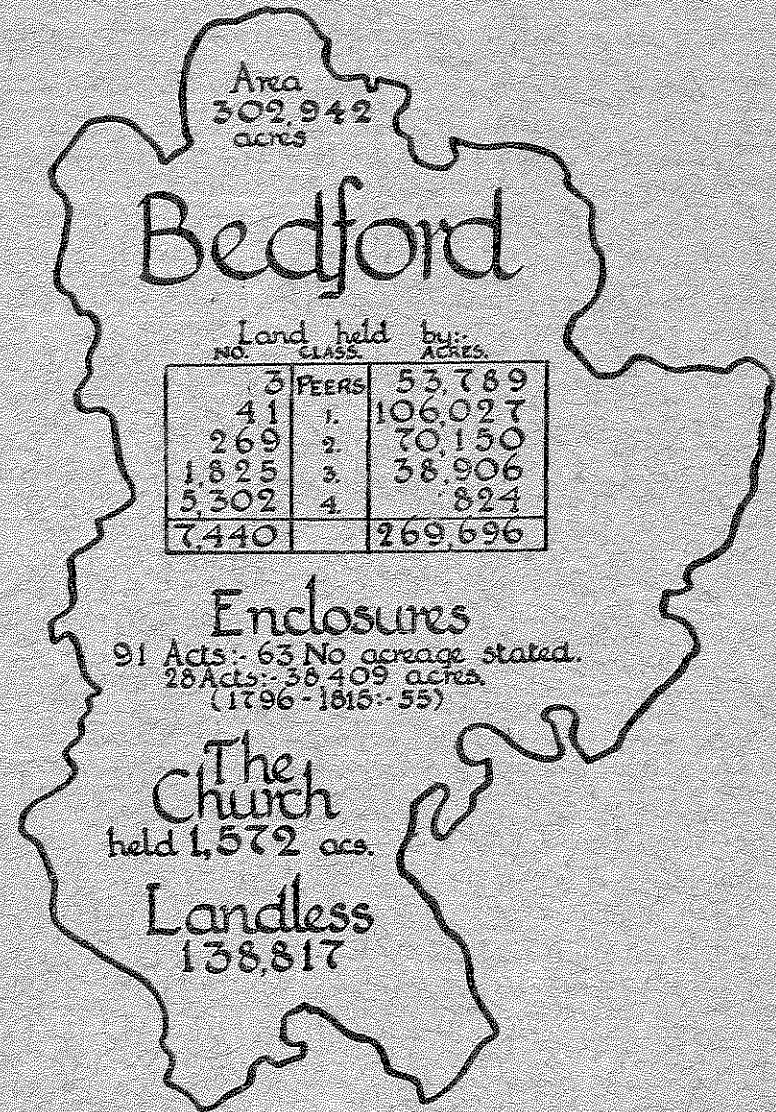 Area
302,942
acres
Bedford
Land held by:-
NO. CLASS. ACRES.
3 PEERS 53,789
41 1. 106,027
269 2. 70,150
1,825 3. 38,906
5,302 4. 824
7,440 269,696
Enclosures
91 Acts:- 63 No acreage stated.
28 Acts:- 38 409 acres.
(1796-1815:-55)
The
Church
held 1,572 acs.
Landless
138,817